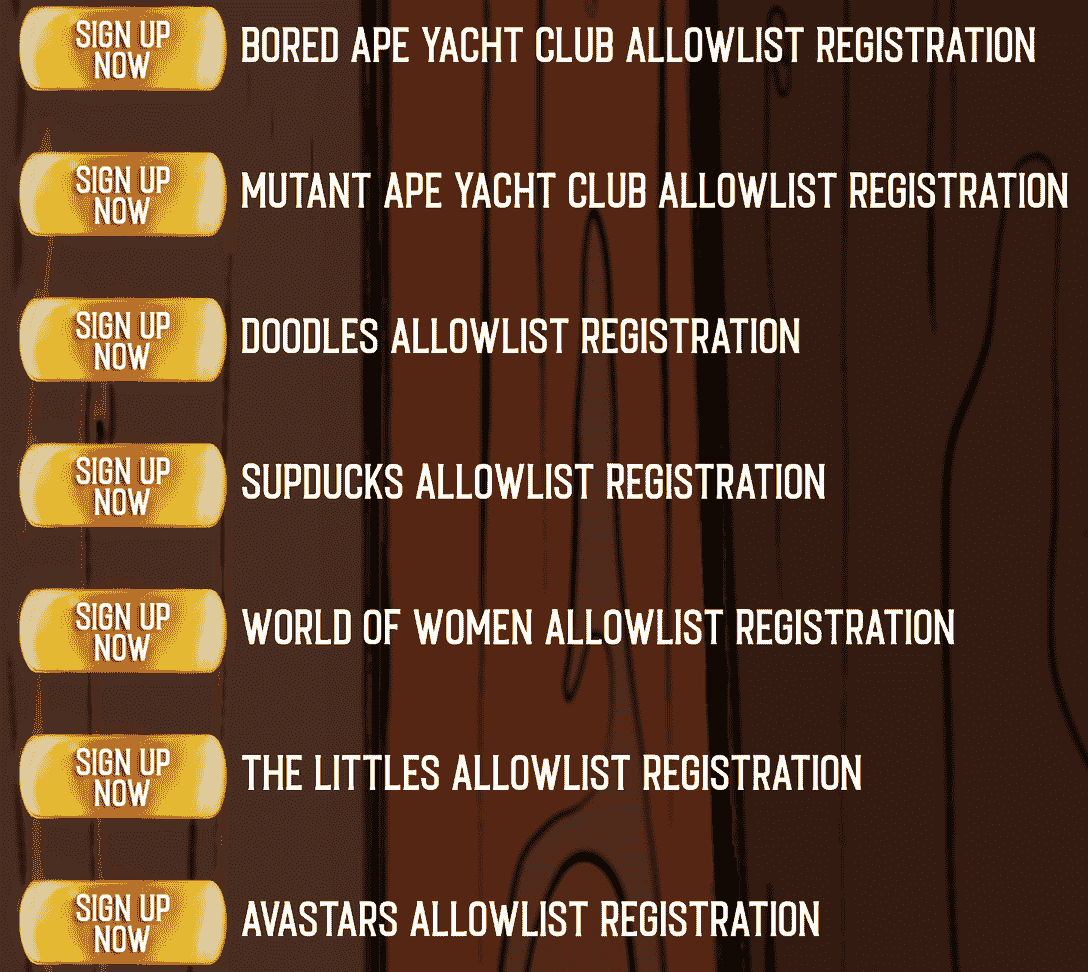 SIGN UP
NOW
BORED APE YACHT CLUB ALLOWLIST REGISTRATION
SIGN UP
NOW
MUTANT APE YACHT CLUB ALLOWLIST REGISTRATION
SIGN UP
NOW
DOODLES ALLOWLIST REGISTRATION
SIGN UP
NOW
SUPDUCKS ALLOWLIST REGISTRATION
SIGN UP
NOW
WORLD OF WOMEN ALLOWLIST REGISTRATION
SIGN UP
NOW
THE LITTLES ALLOWLIST REGISTRATION
SIGN UP
NOW
AVASTARS ALLOWLIST REGISTRATION